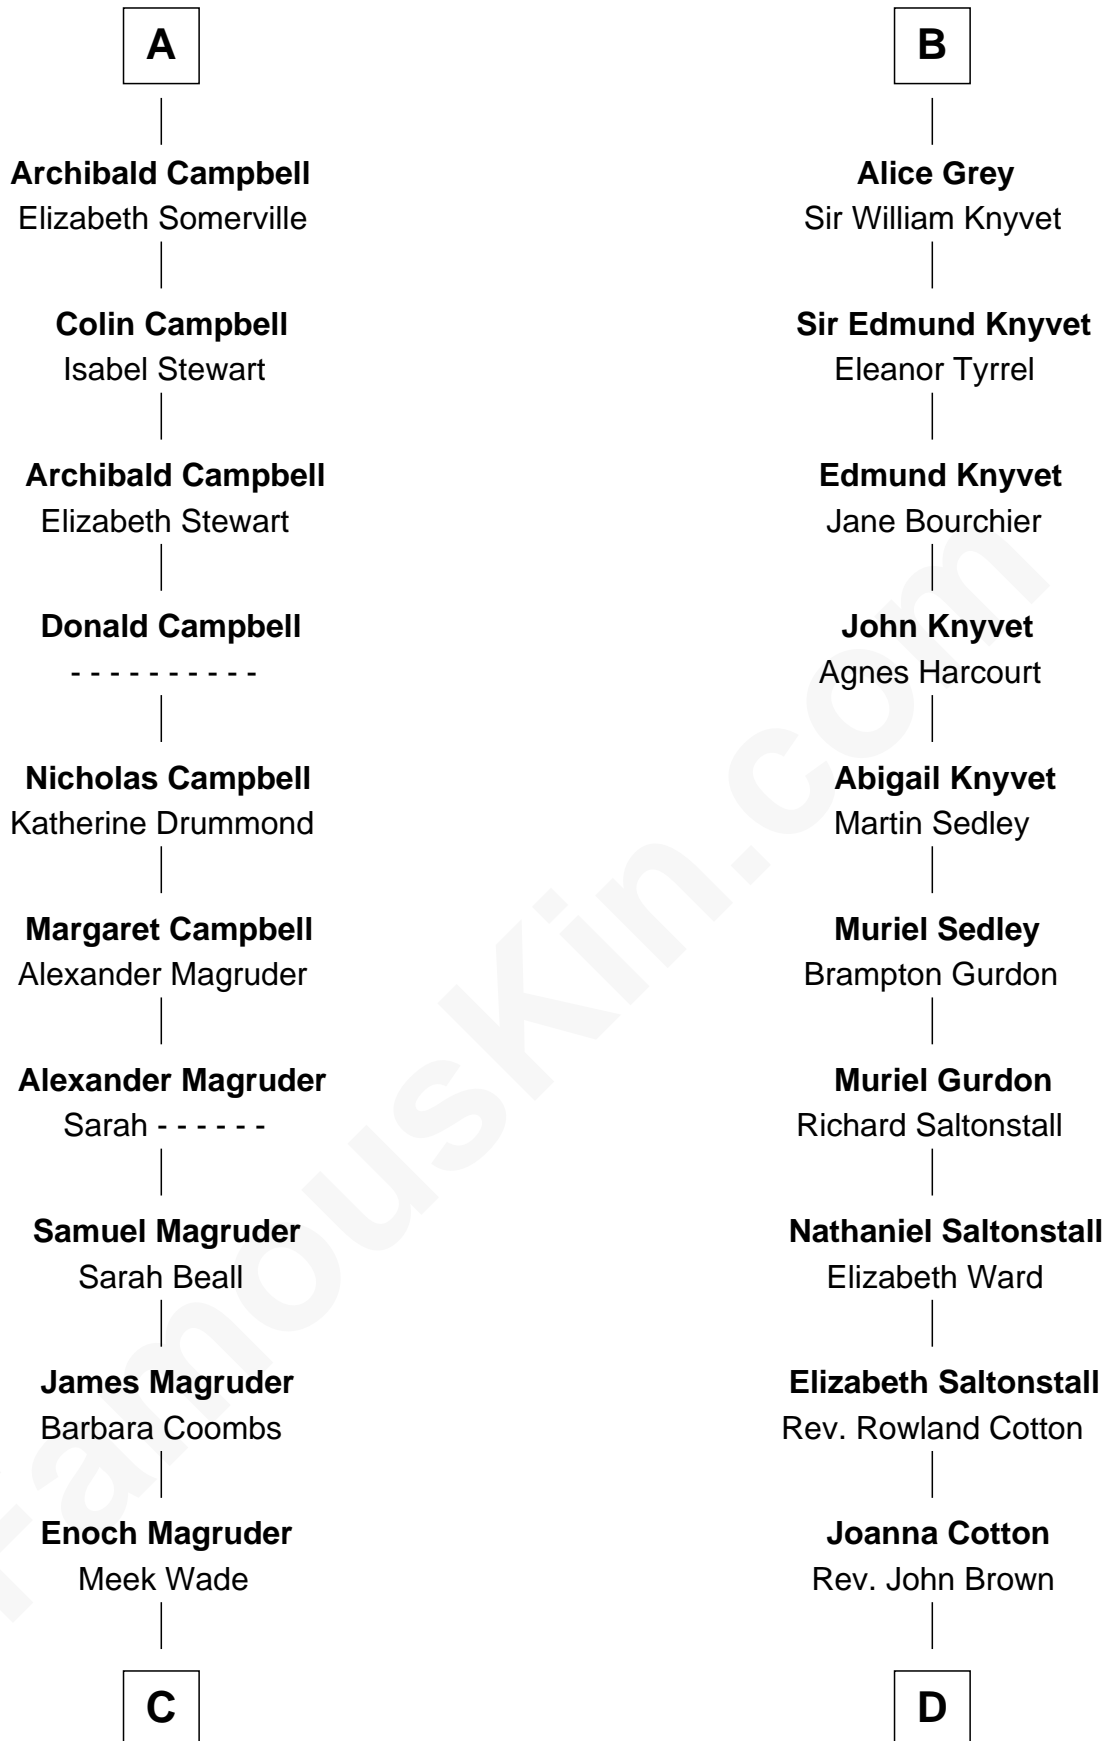 A
Archibald Campbell
Elizabeth Somerville
Colin Campbell
Isabel Stewart
Archibald Campbell
Elizabeth Stewart
Donald Campbell
- - - - - - - - - -
Nicholas Campbell
Katherine Drummond
Margaret Campbell
Alexander Magruder
Alexander Magruder
Sarah - - - - - -
Samuel Magruder
Sarah Beall
James Magruder
Barbara Coombs
Enoch Magruder
Meek Wade
C
B
Alice Grey
Sir William Knyvet
Sir Edmund Knyvet
Eleanor Tyrrel
Edmund Knyvet
Jane Bourchier
John Knyvet
Agnes Harcourt
Abigail Knyvet
Martin Sedley
Muriel Sedley
Brampton Gurdon
Muriel Gurdon
Richard Saltonstall
Nathaniel Saltonstall
Elizabeth Ward
Elizabeth Saltonstall
Rev. Rowland Cotton
Joanna Cotton
Rev. John Brown
D
FamousKin.com